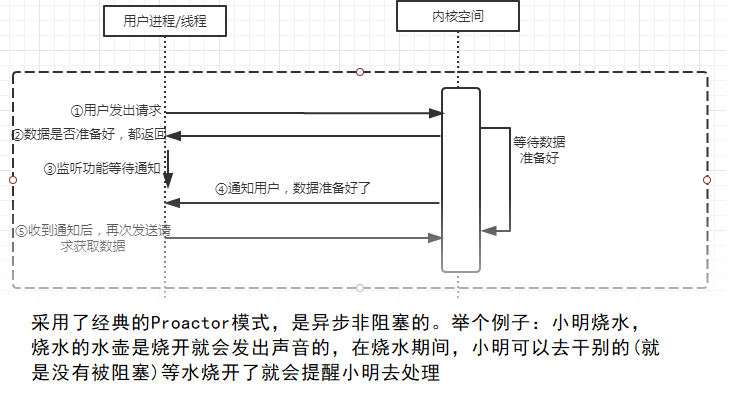 用户进程/线程
内核空间
①用户发出请求
②数据是否准备好，都返回
等待数据
准备好
③监听功能等待通知
④通知用户，数据准备好了
⑤收到通知后，再次发送请
求获取数据
采用了经典的Proactor模式，是异步非阻塞的。举个例子：小明烧水，
烧水的水壶是烧开就会发出声音的，在烧水期间，小明可以去干别的(就
是没有被阻塞)等水烧开了就会提醒小明去处理